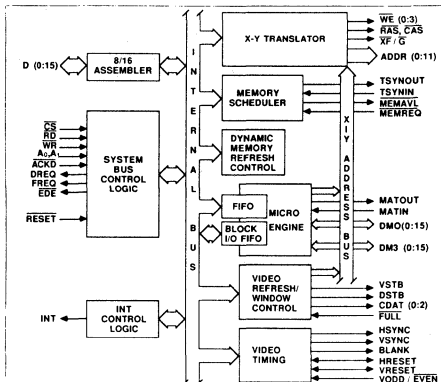 D (0:15)
8/16
ASSEMBLER
CS
RD
WR
A0,A1
ACKD
DREQ
FREQ
EDE
RESET
SYSTEM
BUS
CONTROL
LOGIC
INT
INT
CONTROL
LOGIC
INTERNAL BUS
X-Y TRANSLATOR
WE (0:3)
RAS, CAS
XF / G
ADDR (0:11)
MEMORY
SCHEDULER
TSYNOUT
TSYNIN
MEMAVL
MEMREQ
DYNAMIC
MEMORY
REFRESH
CONTROL
X/Y ADDRESS BUS
FIFO
BLOCK
I/O FIFO
MICRO
ENGINE
MATOUT
MATIN
DMO(0:15)
DM3 (0:15)
VIDEO
REFRESH/
WINDOW
CONTROL
VSTB
DSTB
CDAT (0:2)
FULL
VIDEO
TIMING
HSYNC
VSYNC
BLANK
HRESET
VRESET
VODD / EVEN